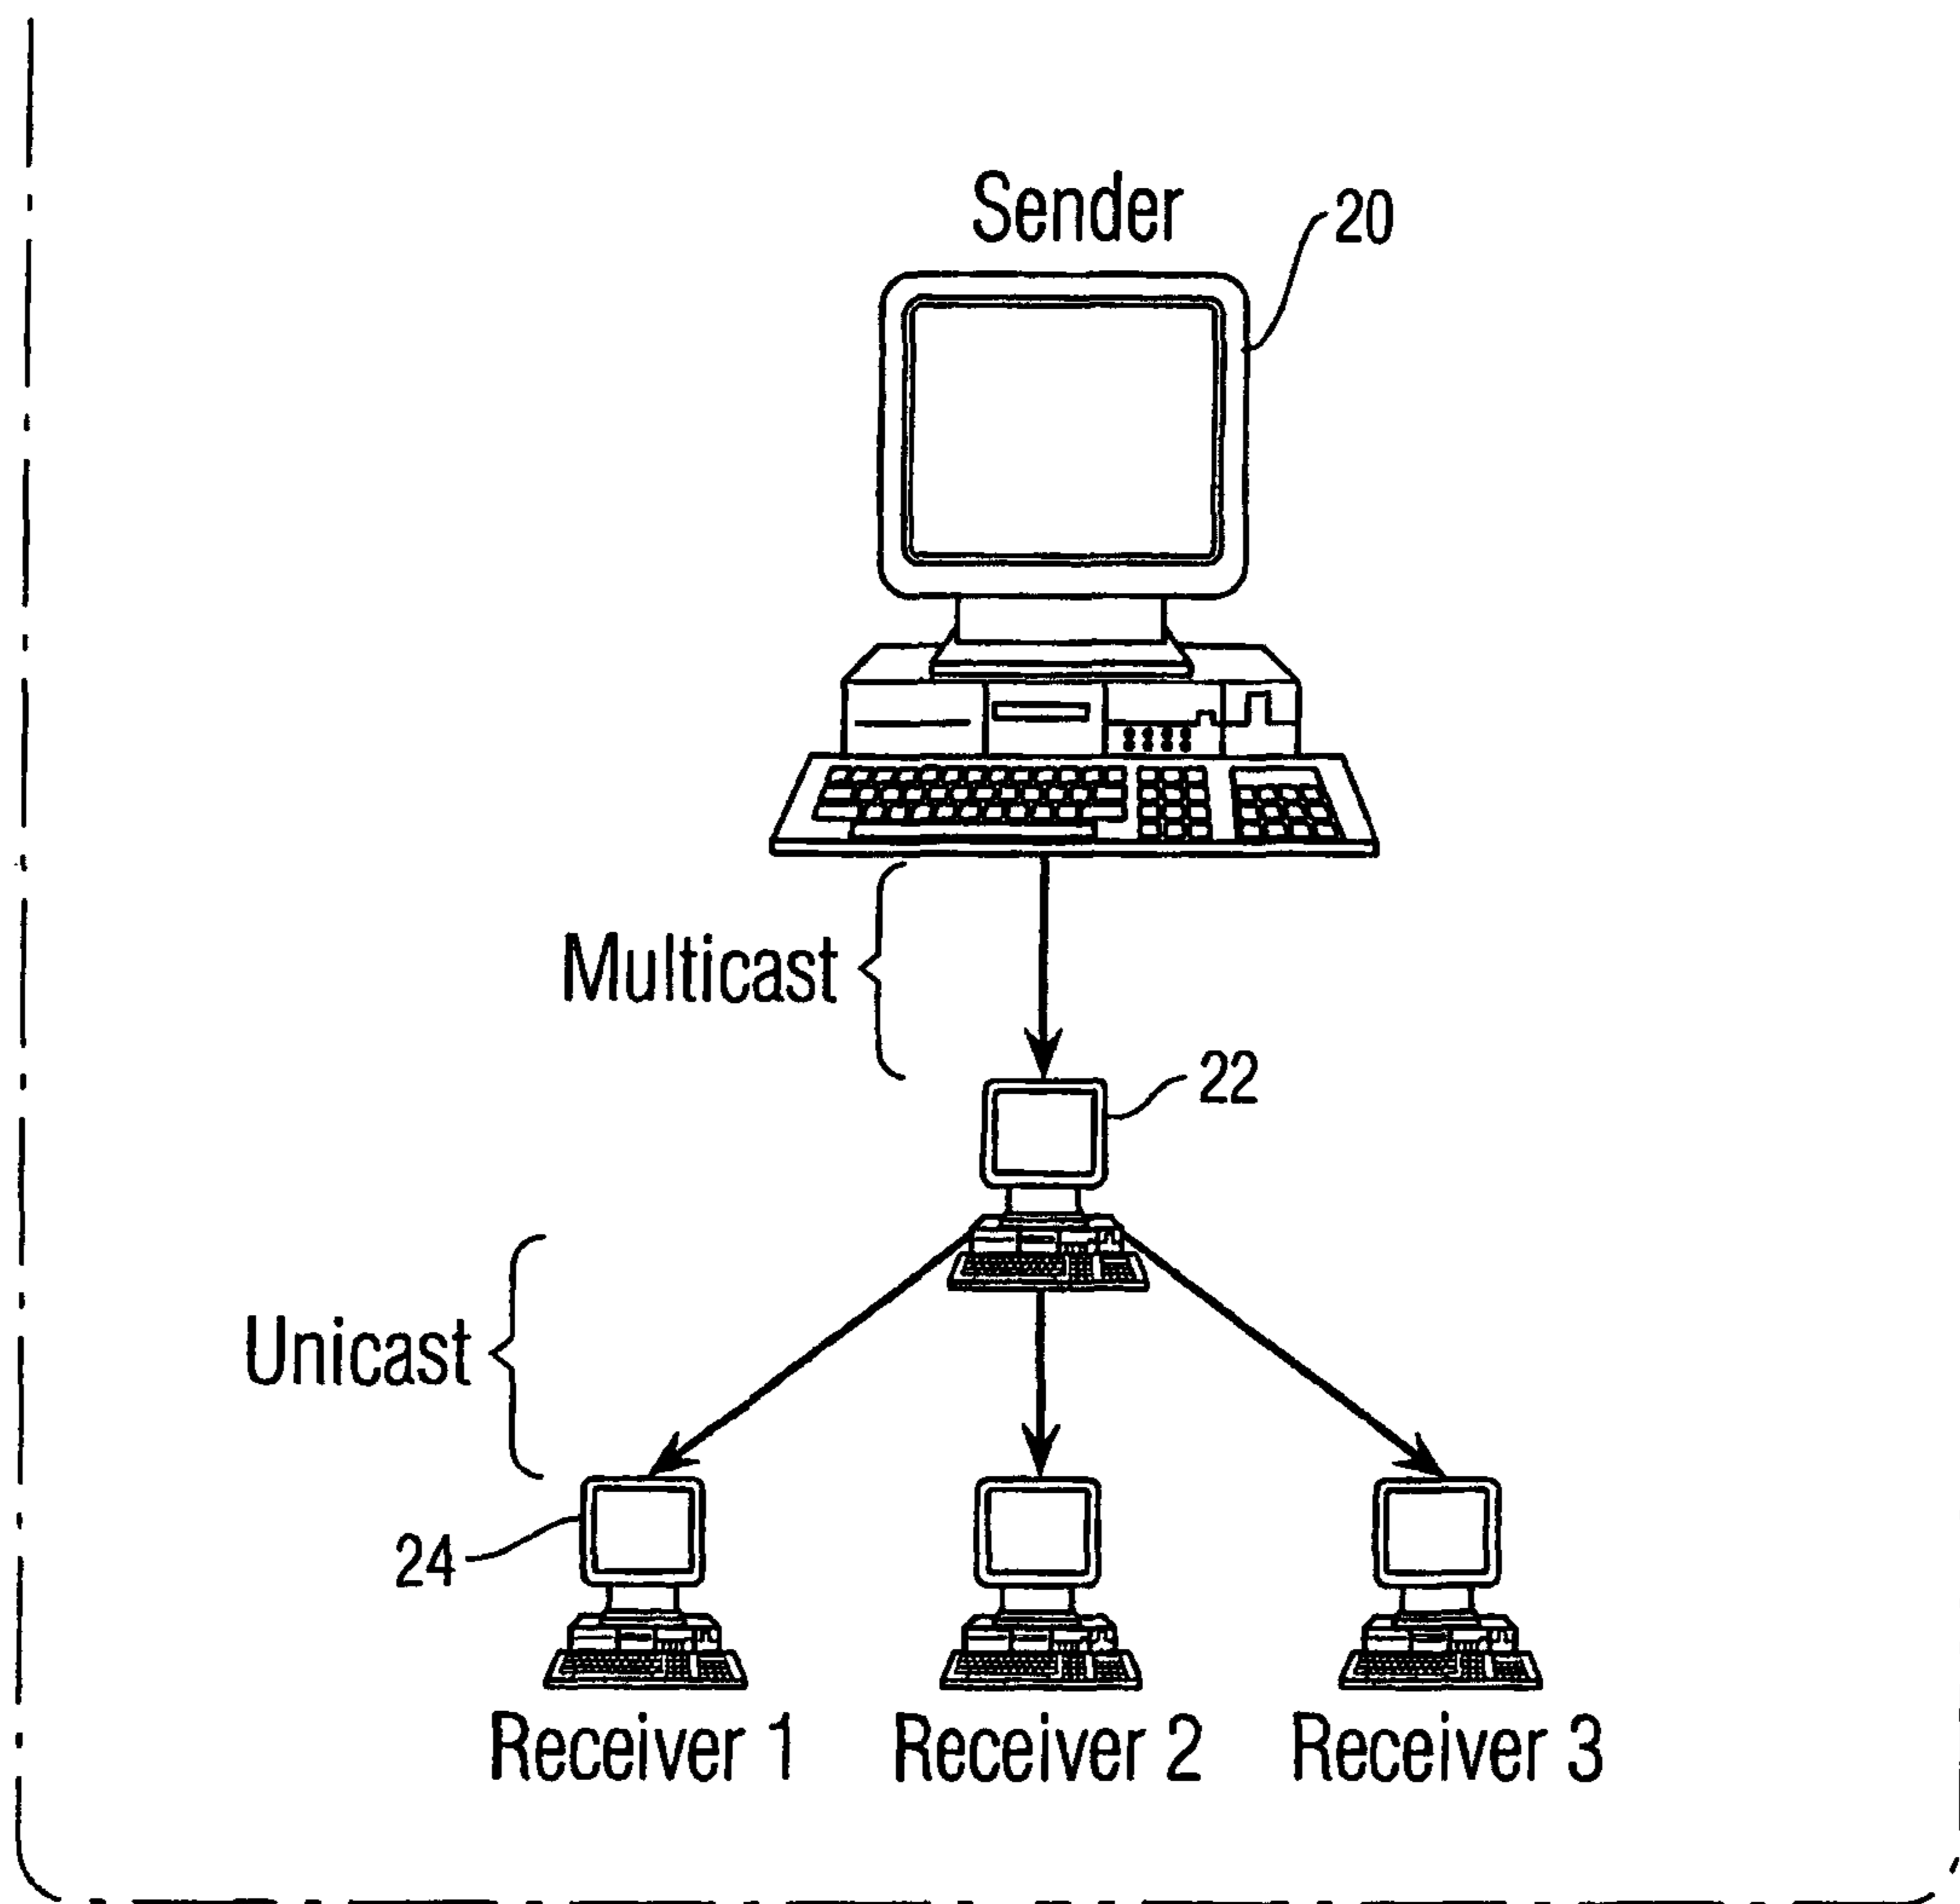 Sender
20
Multicast
22
Unicast
24
Receiver 1
Receiver 2
Receiver 3